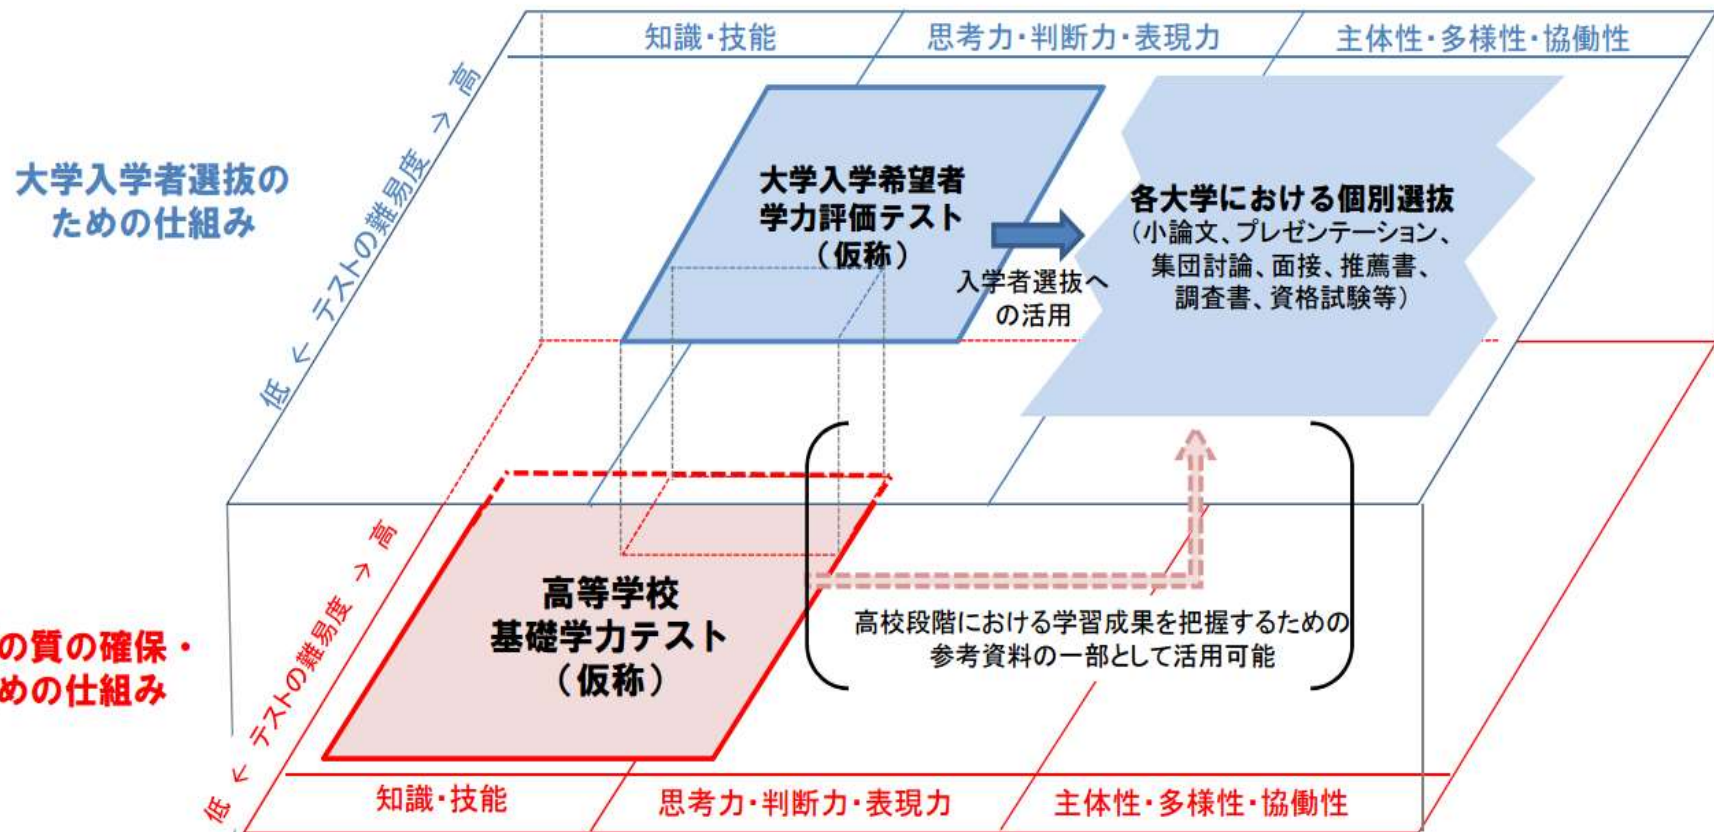 知識・技能
思考力・判断力・表現力
主体性・多様性・協働性
低 ← テストの難易度 → 高
大学入学者選抜の
ための仕組み
大学入学希望者
学力評価テスト
（仮称）
入学者選抜へ
の活用
各大学における個別選抜
（小論文、プレゼンテーション、
集団討論、面接、推薦書、
調査書、資格試験等）
の質の確保・
めの仕組み
低 ← テストの難易度 → 高
高等学校
基礎学力テスト
（仮称）
高校段階における学習成果を把握するための
参考資料の一部として活用可能
知識・技能
思考力・判断力・表現力
主体性・多様性・協働性